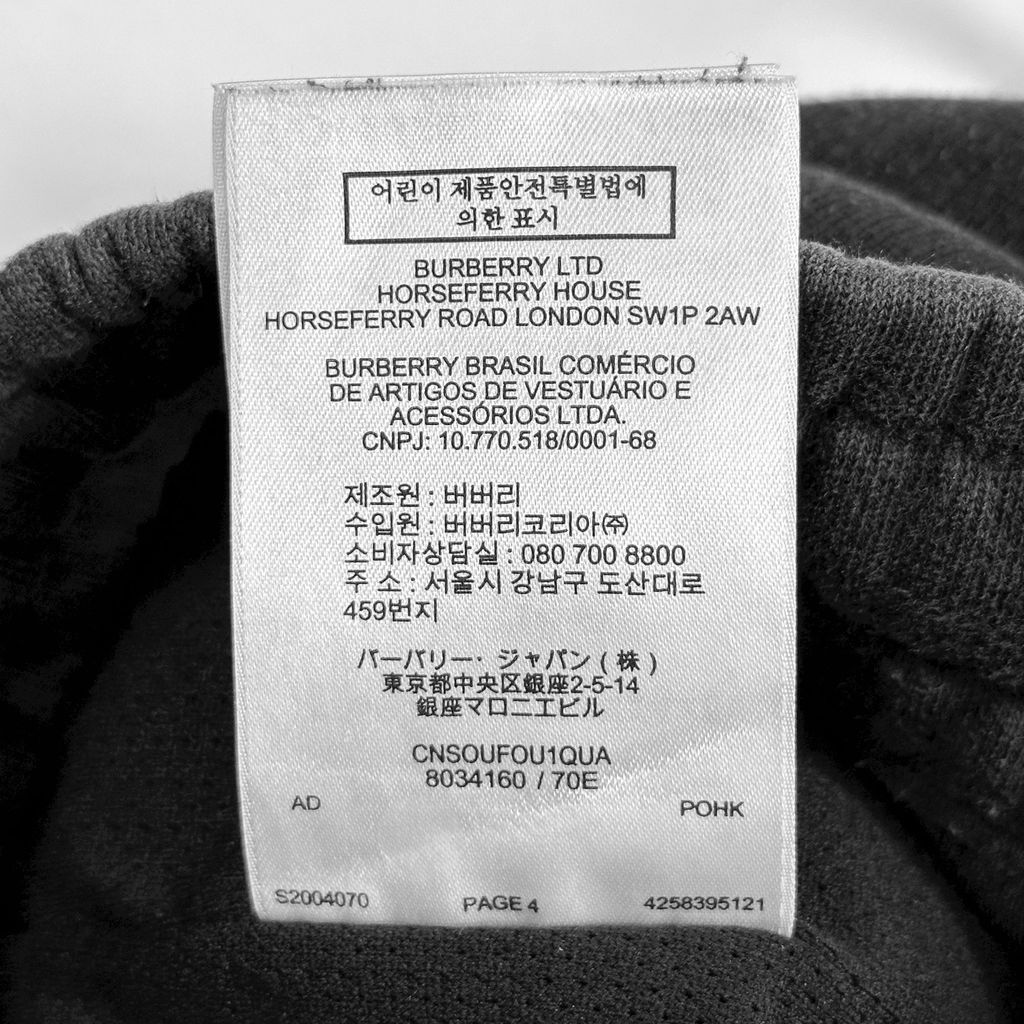 어린이 제품안전특별법에
의한 표시
BURBERRY LTD
HORSEFERRY HOUSE
HORSEFERRY ROAD LONDON SW1P 2AW
BURBERRY BRASIL COMÉRCIO
DE ARTIGOS DE VESTUÁRIO E
ACESSÓRIOS LTDA.
CNPJ: 10.770.518/0001-68
제조원 : 버버리
수입원 : 버버리코리아㈜
소비자상담실 : 080 700 8800
주 소 : 서울시 강남구 도산대로
459번지
バーバリー・ジャパン ( 株 )
東京都中央区銀座2-5-14
銀座マロニエビル
CNSOUFOU1QUA
8034160 / 70E
AD POHK
S2004070 PAGE 4 4258395121